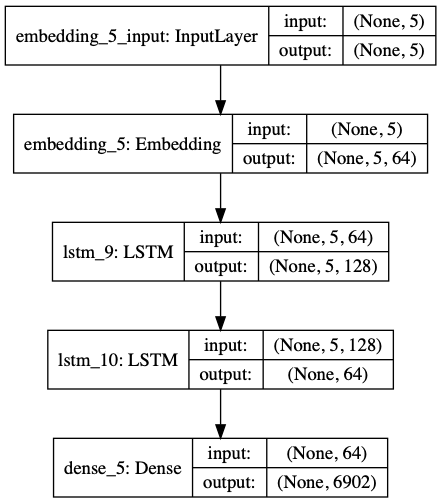 embedding_5_input: InputLayer
input:
(None, 5)
output:
(None, 5)
embedding_5: Embedding
input:
(None, 5)
output:
(None, 5, 64)
lstm_9: LSTM
input:
(None, 5, 64)
output:
(None, 5, 128)
lstm_10: LSTM
input:
(None, 5, 128)
output:
(None, 64)
dense_5: Dense
input:
(None, 64)
output:
(None, 6902)